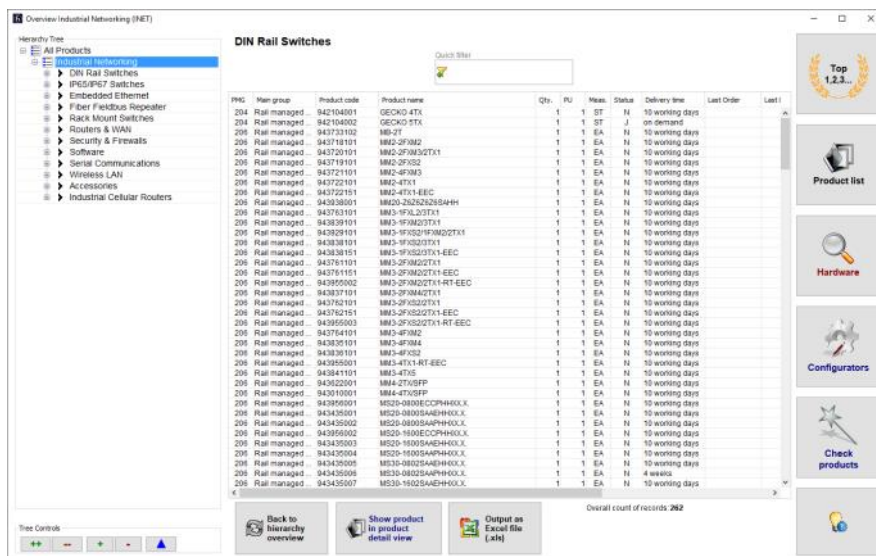 Overview Industrial Networking (INET)
Hierarchy Tree
All Products
Industrial Networking
DIN Rail Switches
IP65/IP67 Switches
Embedded Ethernet
Fiber Fieldbus Repeater
Rack Mount Switches
Routers & WAN
Security & Firewalls
Software
Serial Communications
Wireless LAN
Accessories
Industrial Cellular Routers
Tree Controls
++ -- + -
DIN Rail Switches
Quick filter
PMG Main group Product code Product name Qty. PU Meas. Status Delivery time Last Order Last I
204 Rail managed ... 942104001 GECKO 4TX 1 1 ST N 10 working days
204 Rail managed ... 942104002 GECKO 5TX 1 1 ST J on demand
206 Rail managed ... 943733102 MB-2T 1 1 EA N 10 working days
206 Rail managed ... 943718101 MM2-2FXM2 1 1 EA N 10 working days
206 Rail managed ... 943720101 MM2-2FXM3/2TX1 1 1 EA N 10 working days
206 Rail managed ... 943719101 MM2-2FXS2 1 1 EA N 10 working days
206 Rail managed ... 943721101 MM2-4FXM3 1 1 EA N 10 working days
206 Rail managed ... 943722101 MM2-4TX1 1 1 EA N 10 working days
206 Rail managed ... 943722151 MM2-4TX1-EEC 1 1 EA N 10 working days
206 Rail managed ... 943938001 MM20-Z6Z6Z6Z6SAHH 1 1 EA N 10 working days
206 Rail managed ... 943763101 MM3-1FXL2/3TX1 1 1 EA N 10 working days
206 Rail managed ... 943839101 MM3-1FXM2/3TX1 1 1 EA N 10 working days
206 Rail managed ... 943929101 MM3-1FXS2/1FXM2/2TX1 1 1 EA N 10 working days
206 Rail managed ... 943838101 MM3-1FXS2/3TX1 1 1 EA N 10 working days
206 Rail managed ... 943838151 MM3-1FXS2/3TX1-EEC 1 1 EA N 10 working days
206 Rail managed ... 943761101 MM3-2FXM2/2TX1 1 1 EA N 10 working days
206 Rail managed ... 943761151 MM3-2FXM2/2TX1-EEC 1 1 EA N 10 working days
206 Rail managed ... 943955002 MM3-2FXM2/2TX1-RT-EEC 1 1 EA N 10 working days
206 Rail managed ... 943837101 MM3-2FXM4/2TX1 1 1 EA N 10 working days
206 Rail managed ... 943762101 MM3-2FXS2/2TX1 1 1 EA N 10 working days
206 Rail managed ... 943762151 MM3-2FXS2/2TX1-EEC 1 1 EA N 10 working days
206 Rail managed ... 943955003 MM3-2FXS2/2TX1-RT-EEC 1 1 EA N 10 working days
206 Rail managed ... 943764101 MM3-4FXM2 1 1 EA N 10 working days
206 Rail managed ... 943835101 MM3-4FXM4 1 1 EA N 10 working days
206 Rail managed ... 943836101 MM3-4FXS2 1 1 EA N 10 working days
206 Rail managed ... 943955001 MM3-4TX1-RT-EEC 1 1 EA N 10 working days
206 Rail managed ... 943841101 MM3-4TX5 1 1 EA N 10 working days
206 Rail managed ... 943622001 MM4-2TX/SFP 1 1 EA N 10 working days
206 Rail managed ... 943010001 MM4-4TX/SFP 1 1 EA N 10 working days
206 Rail managed ... 943956001 MS20-0800ECCPHHXX.X. 1 1 EA N 10 working days
206 Rail managed ... 943435001 MS20-0800SAAEHHXX.X. 1 1 EA N 10 working days
206 Rail managed ... 943435002 MS20-0800SAAPHHXX.X. 1 1 EA N 10 working days
206 Rail managed ... 943956002 MS20-1600ECCPHHXX.X. 1 1 EA N 10 working days
206 Rail managed ... 943435003 MS20-1600SAAEHHXX.X. 1 1 EA N 10 working days
206 Rail managed ... 943435004 MS20-1600SAAPHHXX.X. 1 1 EA N 10 working days
206 Rail managed ... 943435005 MS30-0802SAAEHHXX.X. 1 1 EA N 10 working days
206 Rail managed ... 943435006 MS30-0802SAAPHHXX.X. 1 1 EA N 4 weeks
206 Rail managed ... 943435007 MS30-1602SAAEHHXX.X. 1 1 EA N 10 working days
Overall count of records: 262
Back to
hierarchy
overview
Show product
in product
detail view
Output as
Excel file
(.xls)
Top
1,2,3...
Product list
Hardware
Configurators
Check
products